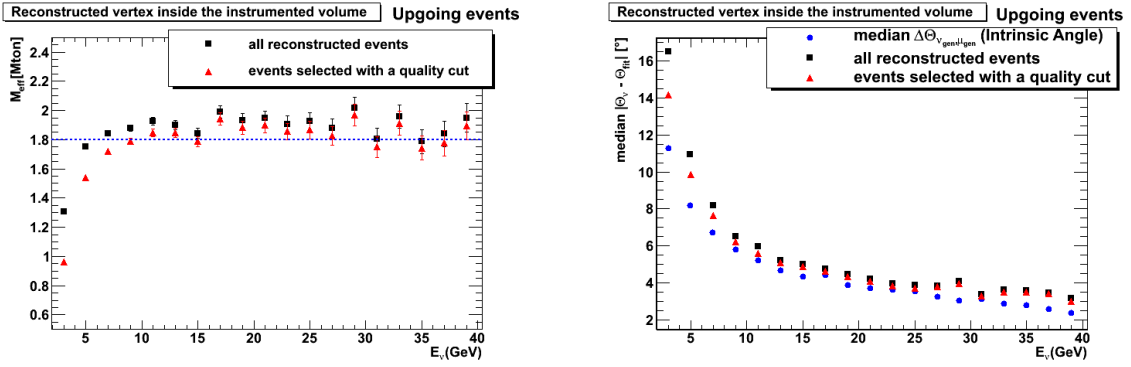 Reconstructed vertex inside the instrumented volume
Upgoing events
M_eff[Mton]
all reconstructed events
events selected with a quality cut
2.4
2.2
2
1.8
1.6
1.4
1.2
1
0.8
0.6
5 10 15 20 25 30 35 40
E_ν(GeV)
Reconstructed vertex inside the instrumented volume
Upgoing events
median |Θ_ν - Θ_fit| [°]
median ΔΘ_ν_gen,μ_gen (Intrinsic Angle)
all reconstructed events
events selected with a quality cut
16
14
12
10
8
6
4
2
5 10 15 20 25 30 35 40
E_ν(GeV)